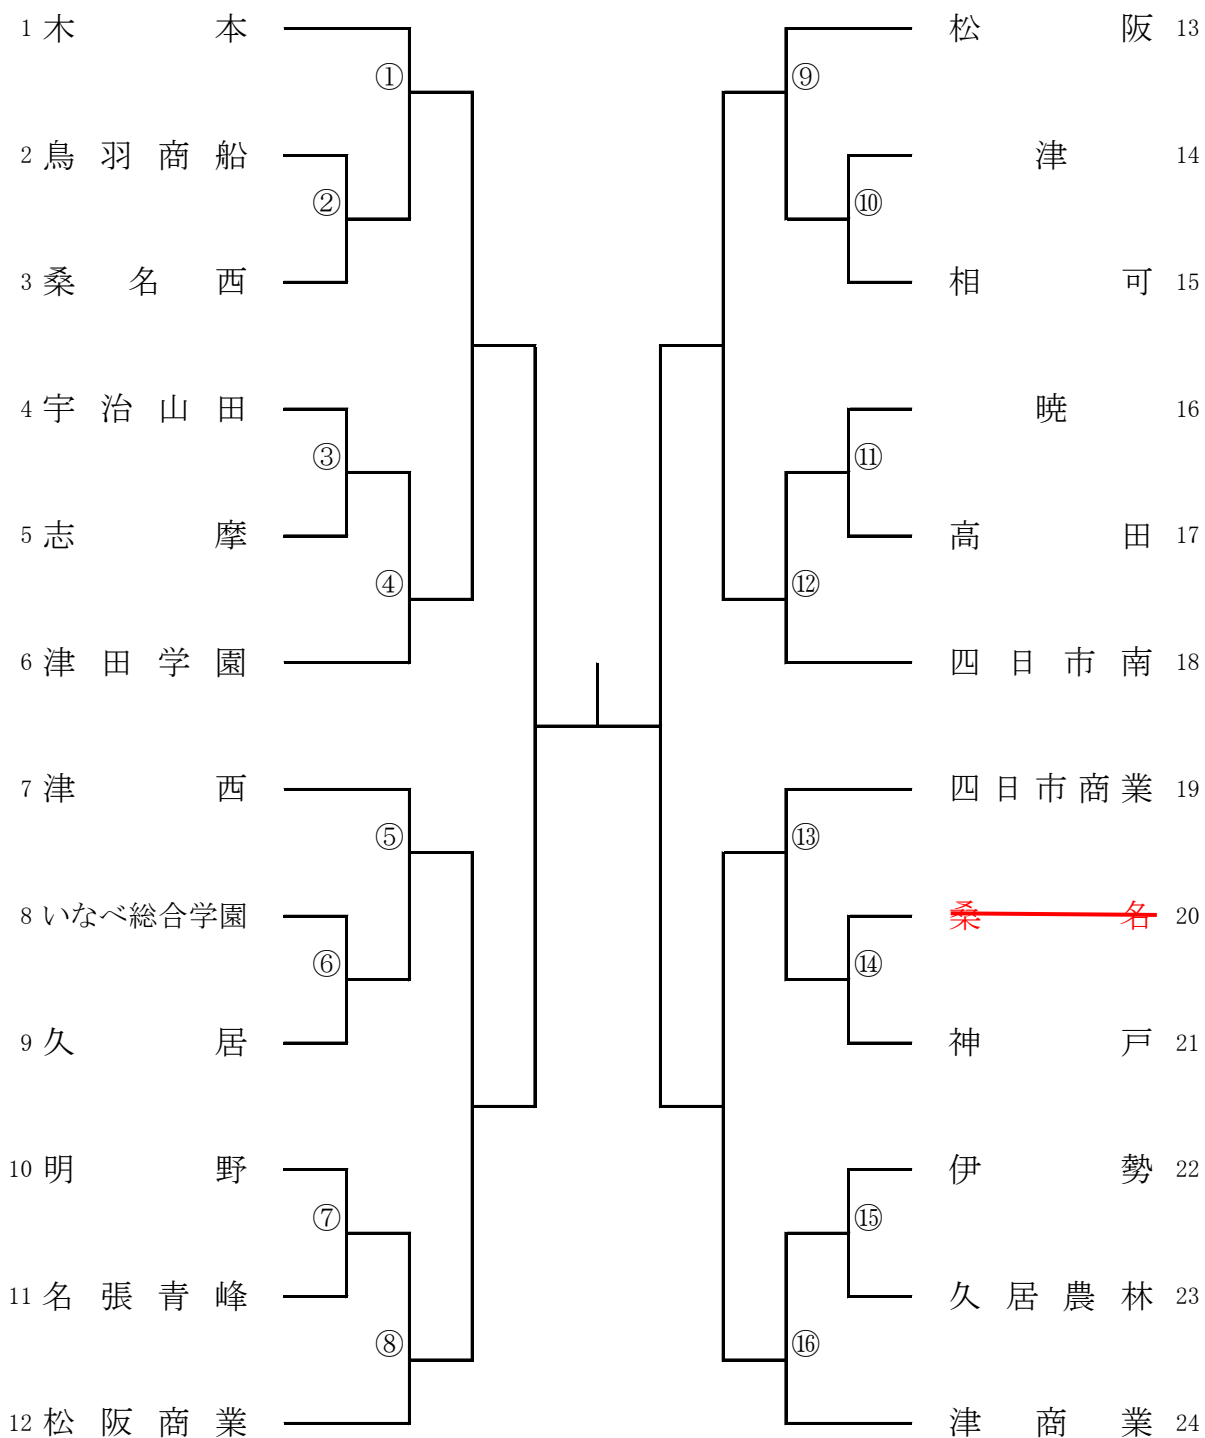 1 木本
松阪 13
①
⑨
2 鳥羽商船
津 14
②
⑩
3 桑名西
相可 15
4 宇治山田
暁 16
③
⑪
5 志摩
高田 17
④
⑫
6 津田学園
四日市南 18
7 津西
四日市商業 19
⑤
⑬
8 いなべ総合学園
桑名 20
⑥
⑭
9 久居
神戸 21
10 明野
伊勢 22
⑦
⑮
11 名張青峰
久居農林 23
⑧
⑯
12 松阪商業
津商業 24